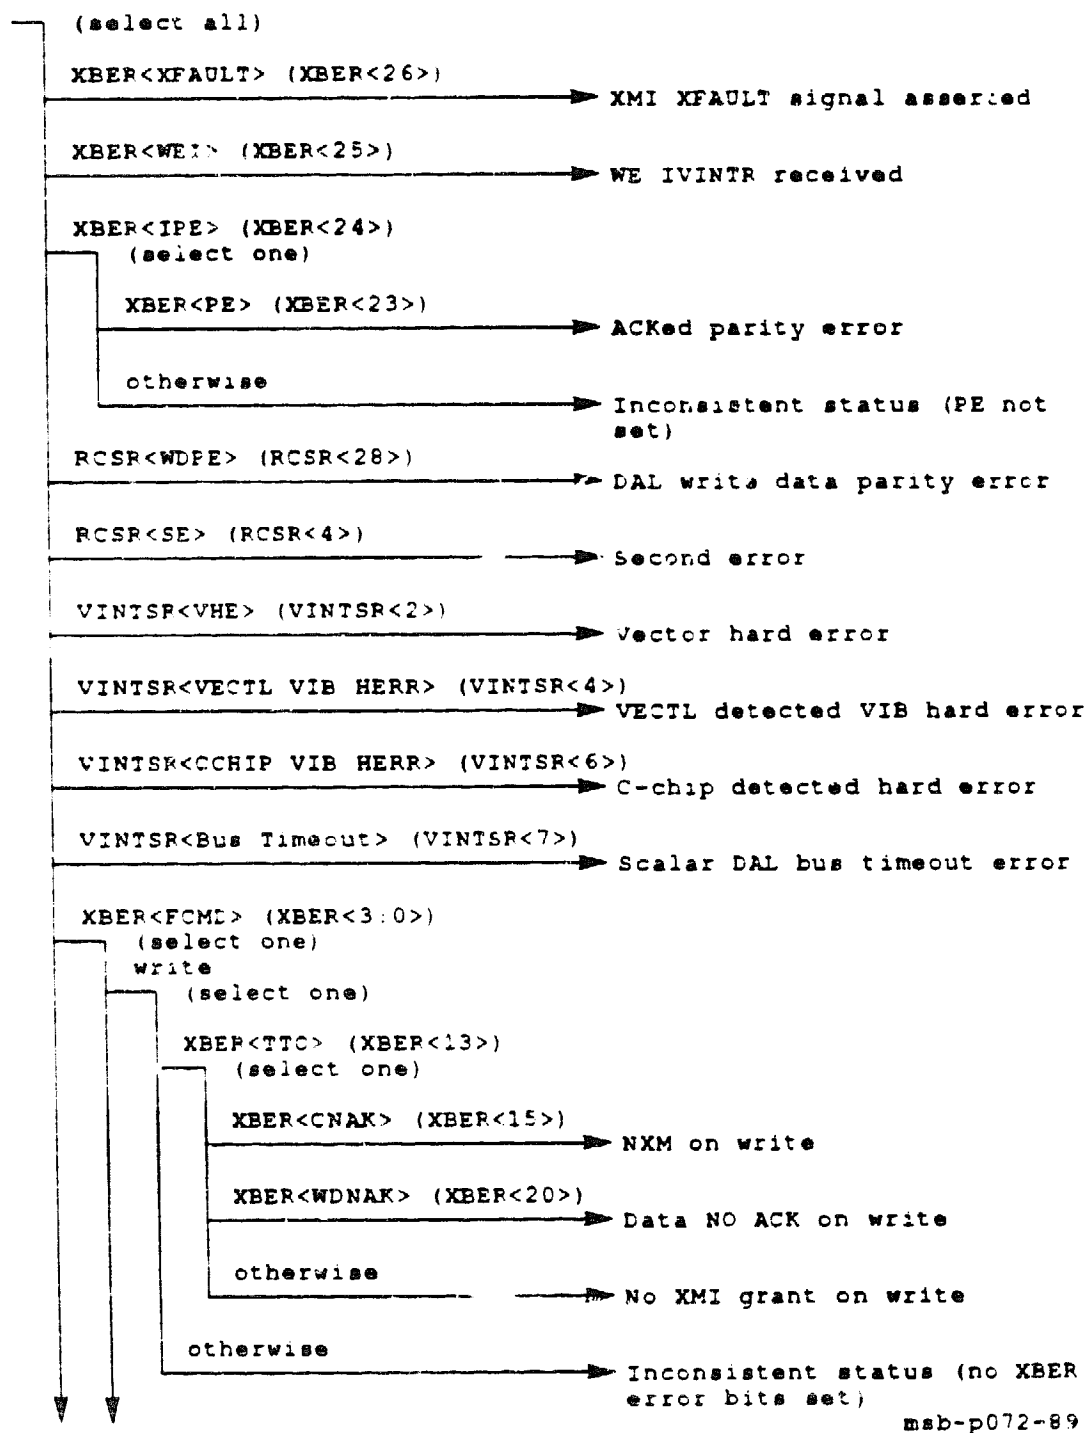 (select all)
XBER<XFAULT> (XBER<26>)
XMI XFAULT signal asserted
XBER<WEI> (XBER<25>)
WE IVINTR received
XBER<IPE> (XBER<24>)
(select one)
XBER<PE> (XBER<23>)
ACKed parity error
otherwise
Inconsistent status (PE not
set)
RCSR<WDPE> (RCSR<28>)
DAL write data parity error
RCSR<SE> (RCSR<4>)
Second error
VINTSR<VHE> (VINTSR<2>)
Vector hard error
VINTSR<VECTL VIB HERR> (VINTSR<4>)
VECTL detected VIB hard error
VINTSR<CCHIP VIB HERR> (VINTSR<6>)
C-chip detected hard error
VINTSR<Bus Timeout> (VINTSR<7>)
Scalar DAL bus timeout error
XBER<FCMD> (XBER<3:0>)
(select one)
write
(select one)
XBER<TTO> (XBER<13>)
(select one)
XBER<CNAK> (XBER<15>)
NXM on write
XBER<WDNAK> (XBER<20>)
Data NO ACK on write
otherwise
No XMI grant on write
otherwise
Inconsistent status (no XBER
error bits set)
msb-p072-89